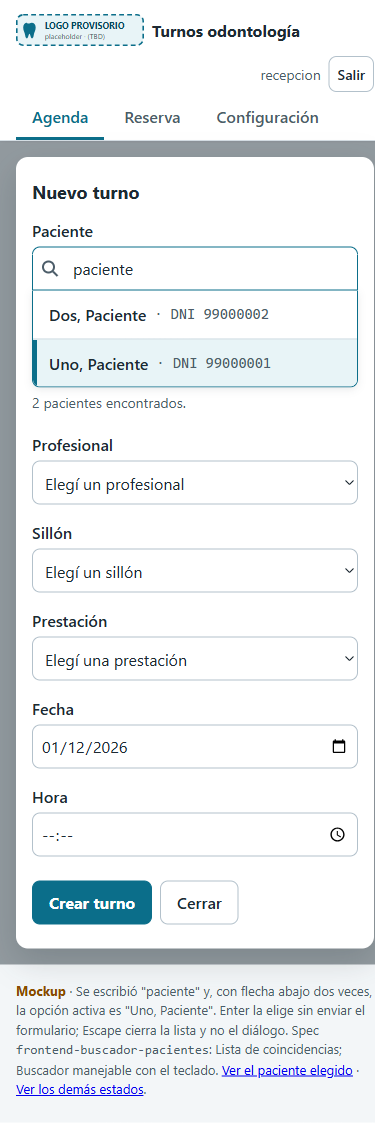 LOGO PROVISORIO
placeholder · (TBD)
Turnos odontología
recepcion
Salir
Agenda
Reserva
Configuración
Nuevo turno
Paciente
paciente
Dos, Paciente · DNI 99000002
Uno, Paciente · DNI 99000001
2 pacientes encontrados.
Profesional
Elegí un profesional
Sillón
Elegí un sillón
Prestación
Elegí una prestación
Fecha
01/12/2026
Hora
--:--
Crear turno
Cerrar
Mockup · Se escribió "paciente" y, con flecha abajo dos veces,
la opción activa es "Uno, Paciente". Enter la elige sin enviar el
formulario; Escape cierra la lista y no el diálogo. Spec
frontend-buscador-pacientes: Lista de coincidencias;
Buscador manejable con el teclado. Ver el paciente elegido ·
Ver los demás estados.